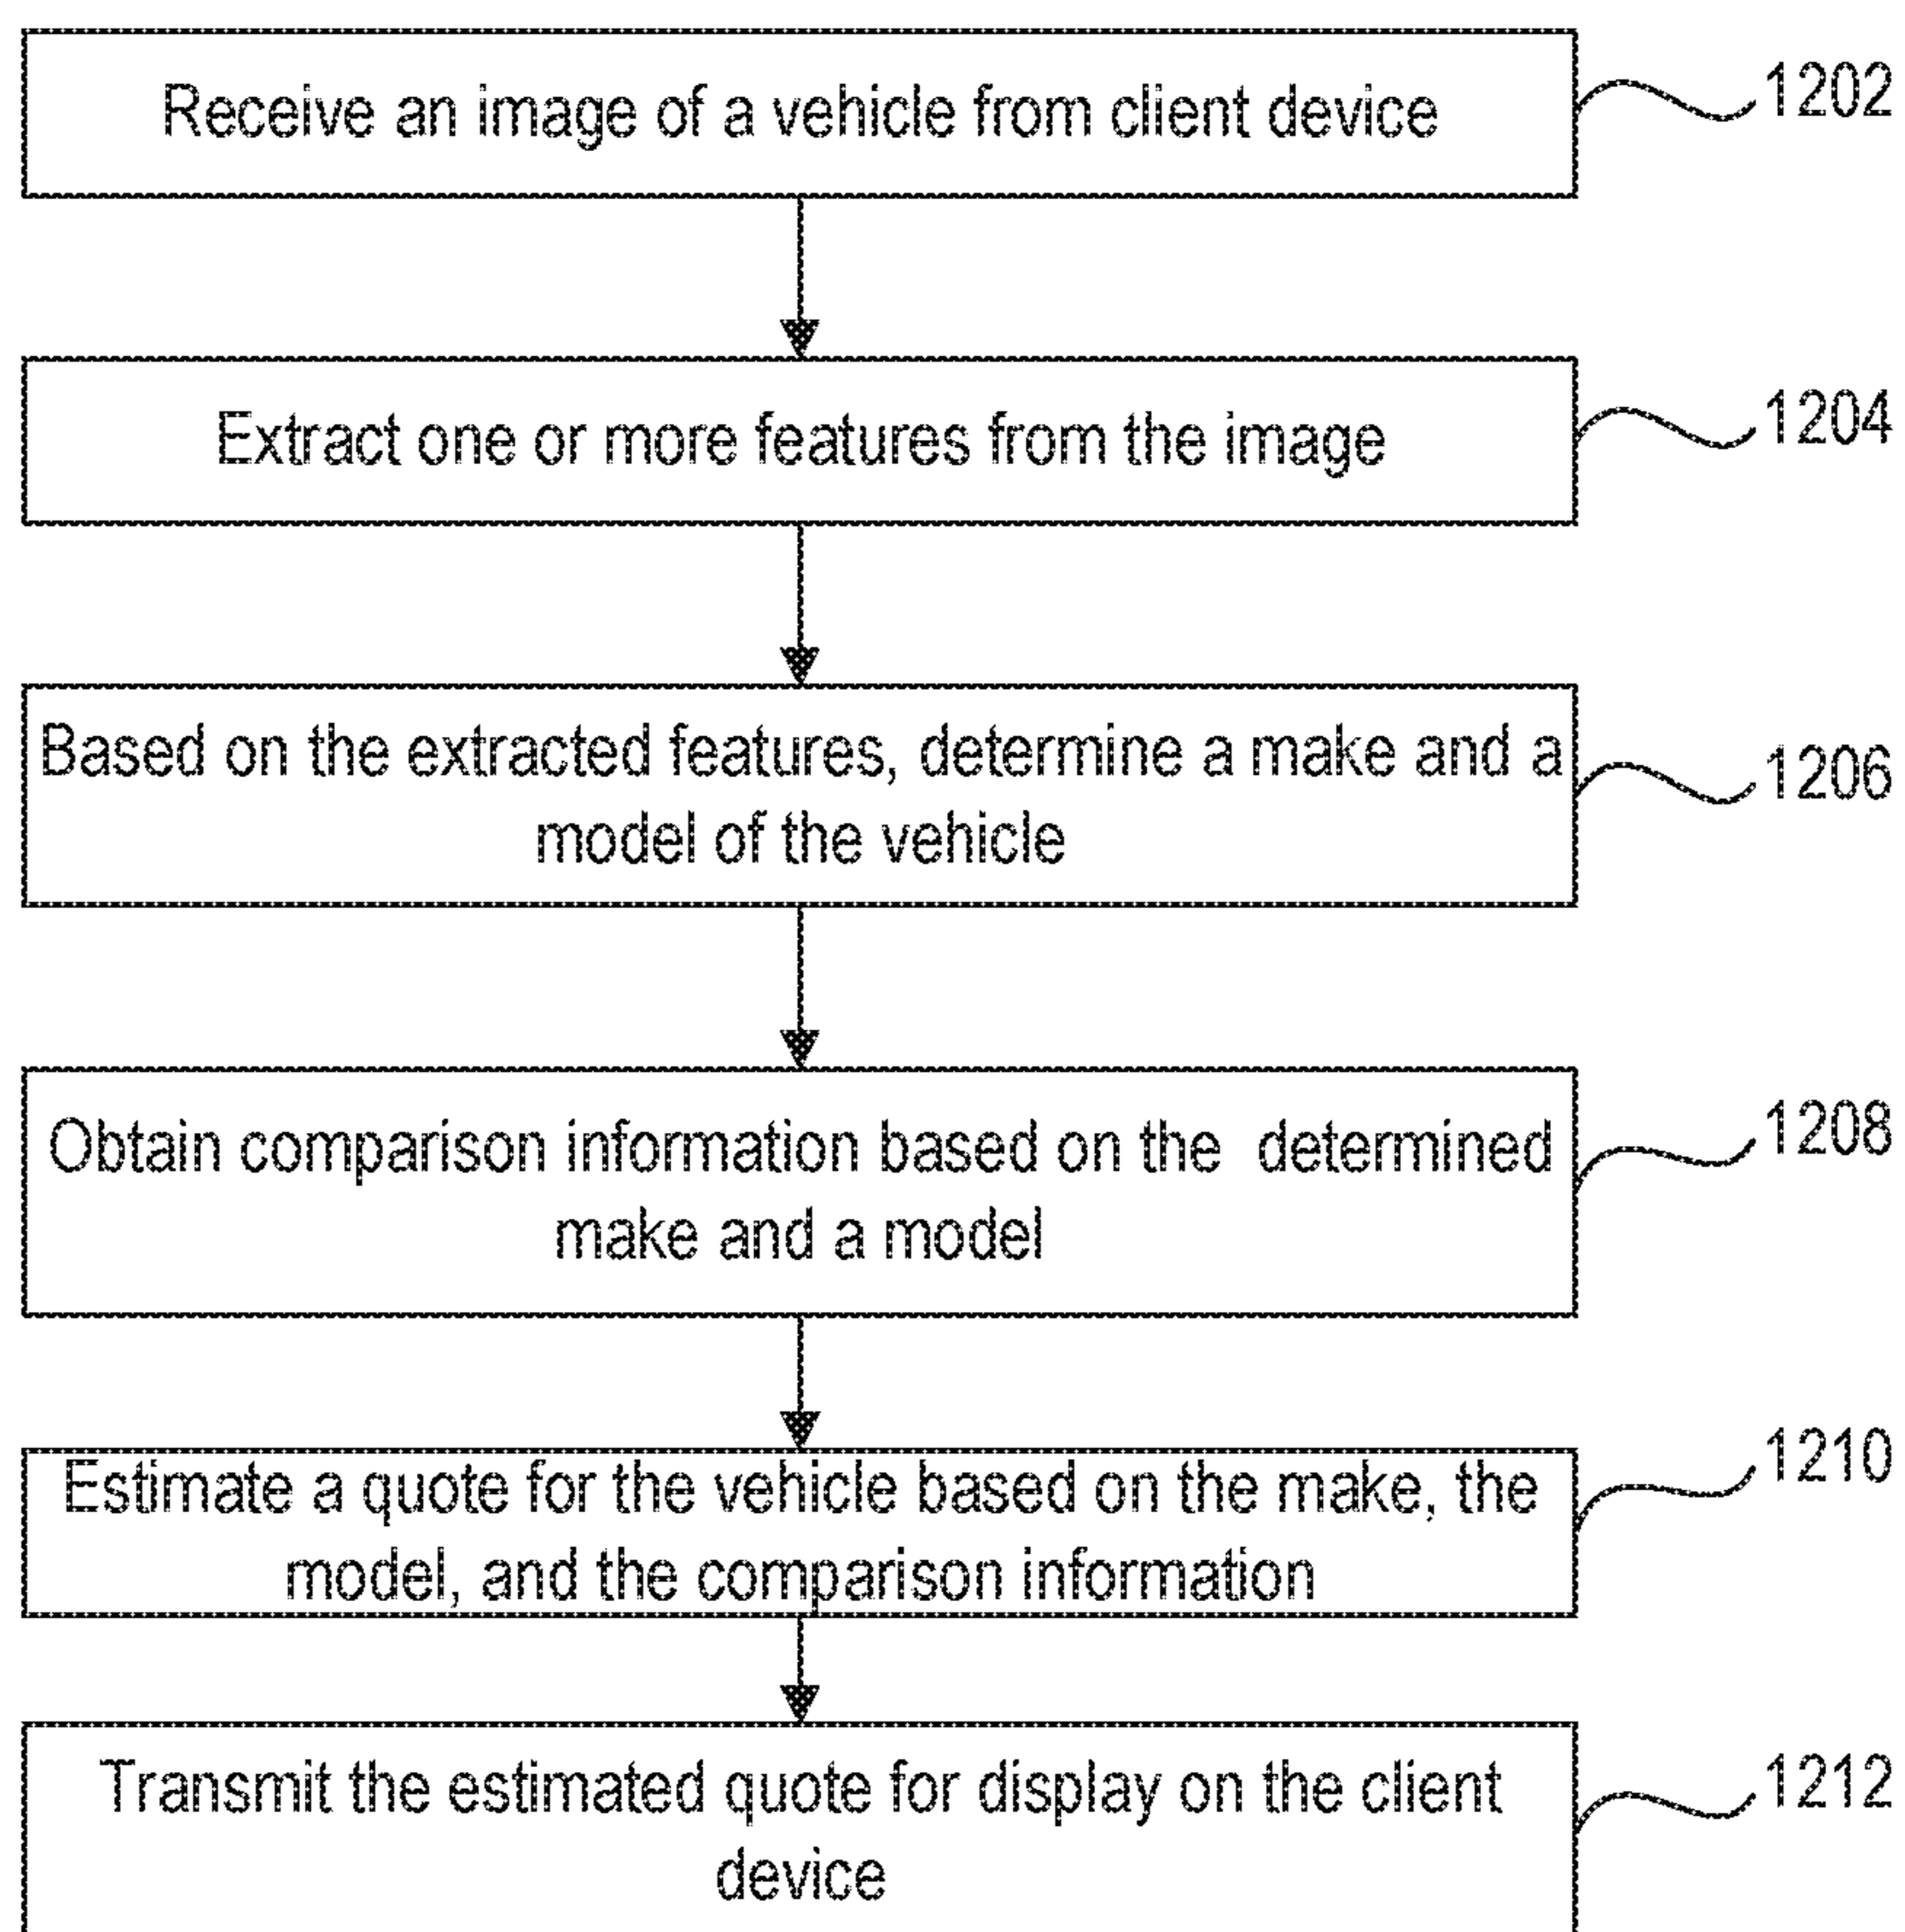 Receive an image of a vehicle from client device
1202
Extract one or more features from the image
1204
Based on the extracted features, determine a make and a
model of the vehicle
1206
Obtain comparison information based on the determined
make and a model
1208
Estimate a quote for the vehicle based on the make, the
model, and the comparison information
1210
Transmit the estimated quote for display on the client
device
1212